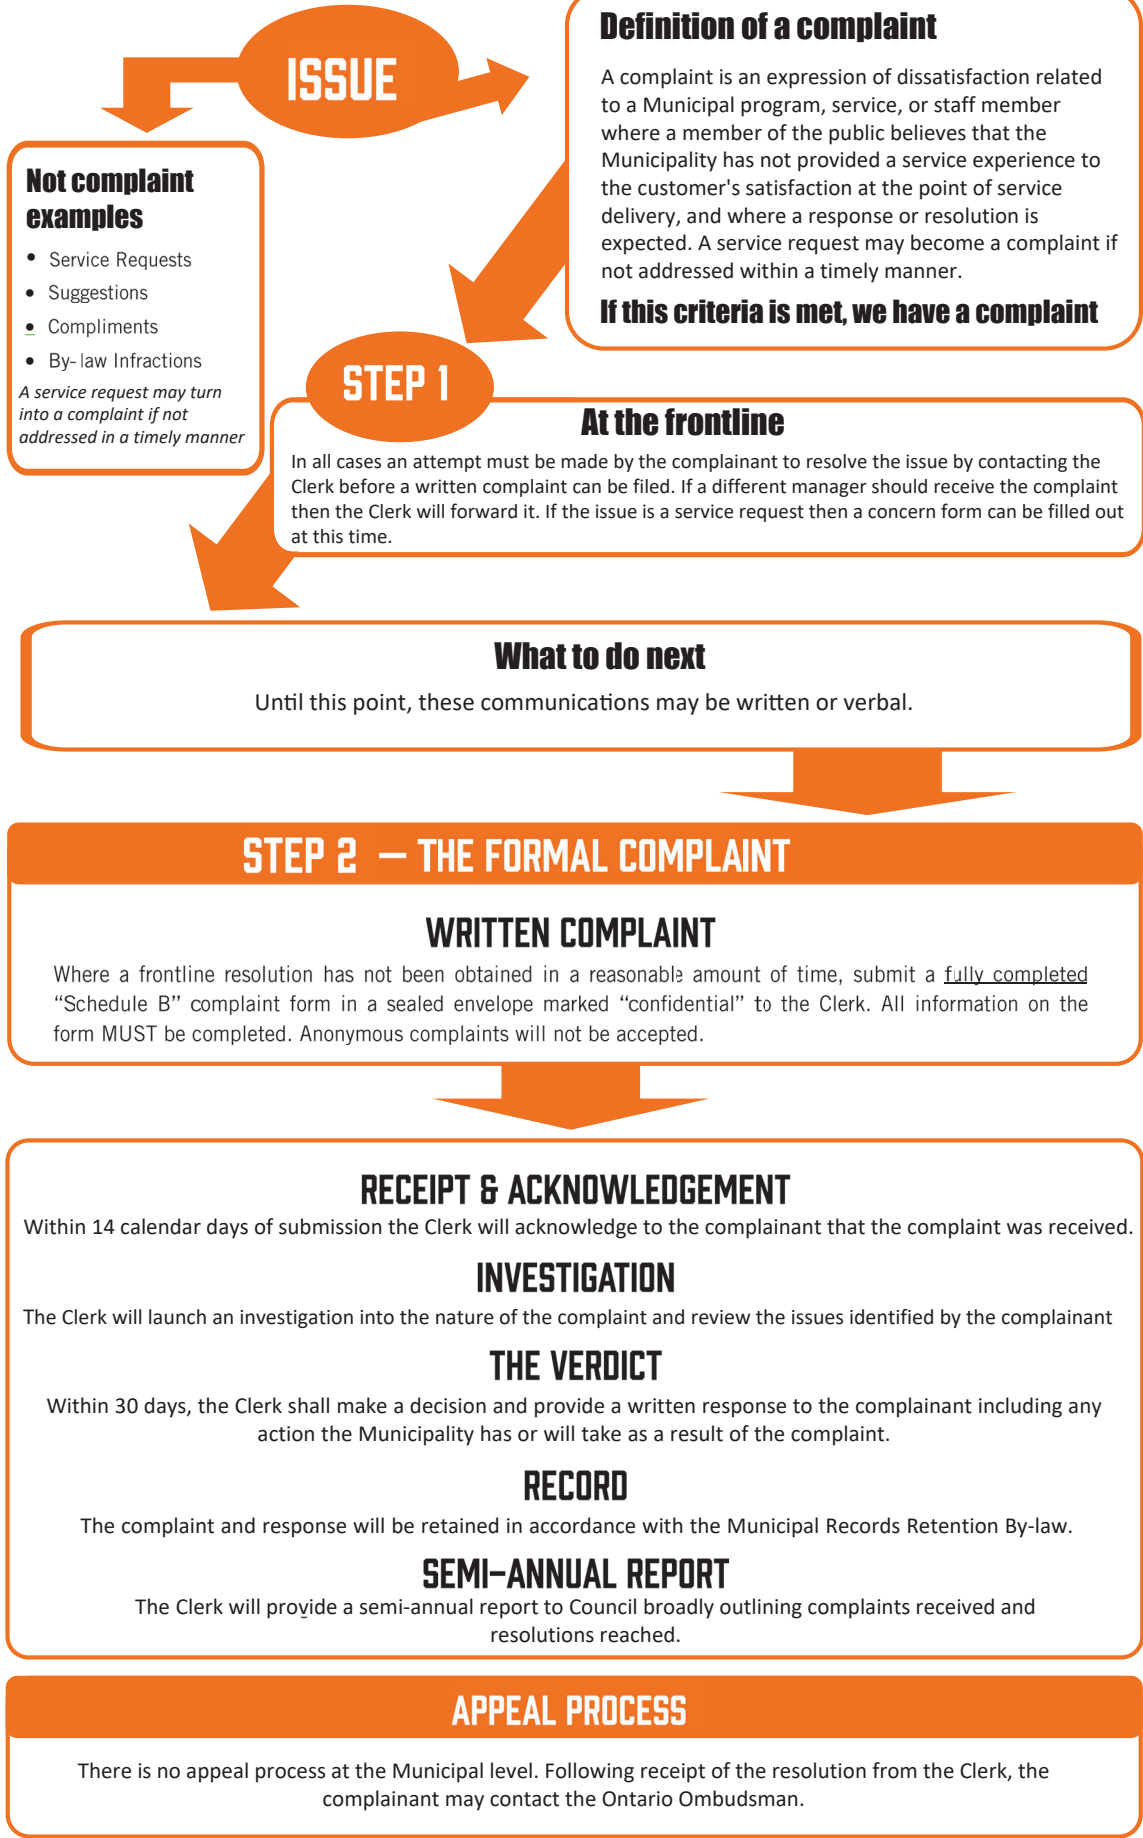 ISSUE
Definition of a complaint
A complaint is an expression of dissatisfaction related
to a Municipal program, service, or staff member
where a member of the public believes that the
Municipality has not provided a service experience to
the customer's satisfaction at the point of service
delivery, and where a response or resolution is
expected. A service request may become a complaint if
not addressed within a timely manner.
If this criteria is met, we have a complaint
Not complaint
examples
• Service Requests
• Suggestions
• Compliments
• By-law Infractions
A service request may turn
into a complaint if not
addressed in a timely manner
STEP 1
At the frontline
In all cases an attempt must be made by the complainant to resolve the issue by contacting the
Clerk before a written complaint can be filed. If a different manager should receive the complaint
then the Clerk will forward it. If the issue is a service request then a concern form can be filled out
at this time.
What to do next
Until this point, these communications may be written or verbal.
STEP 2 – THE FORMAL COMPLAINT
WRITTEN COMPLAINT
Where a frontline resolution has not been obtained in a reasonable amount of time, submit a fully completed
“Schedule B” complaint form in a sealed envelope marked “confidential” to the Clerk. All information on the
form MUST be completed. Anonymous complaints will not be accepted.
RECEIPT & ACKNOWLEDGEMENT
Within 14 calendar days of submission the Clerk will acknowledge to the complainant that the complaint was received.
INVESTIGATION
The Clerk will launch an investigation into the nature of the complaint and review the issues identified by the complainant
THE VERDICT
Within 30 days, the Clerk shall make a decision and provide a written response to the complainant including any
action the Municipality has or will take as a result of the complaint.
RECORD
The complaint and response will be retained in accordance with the Municipal Records Retention By-law.
SEMI–ANNUAL REPORT
The Clerk will provide a semi-annual report to Council broadly outlining complaints received and
resolutions reached.
APPEAL PROCESS
There is no appeal process at the Municipal level. Following receipt of the resolution from the Clerk, the
complainant may contact the Ontario Ombudsman.